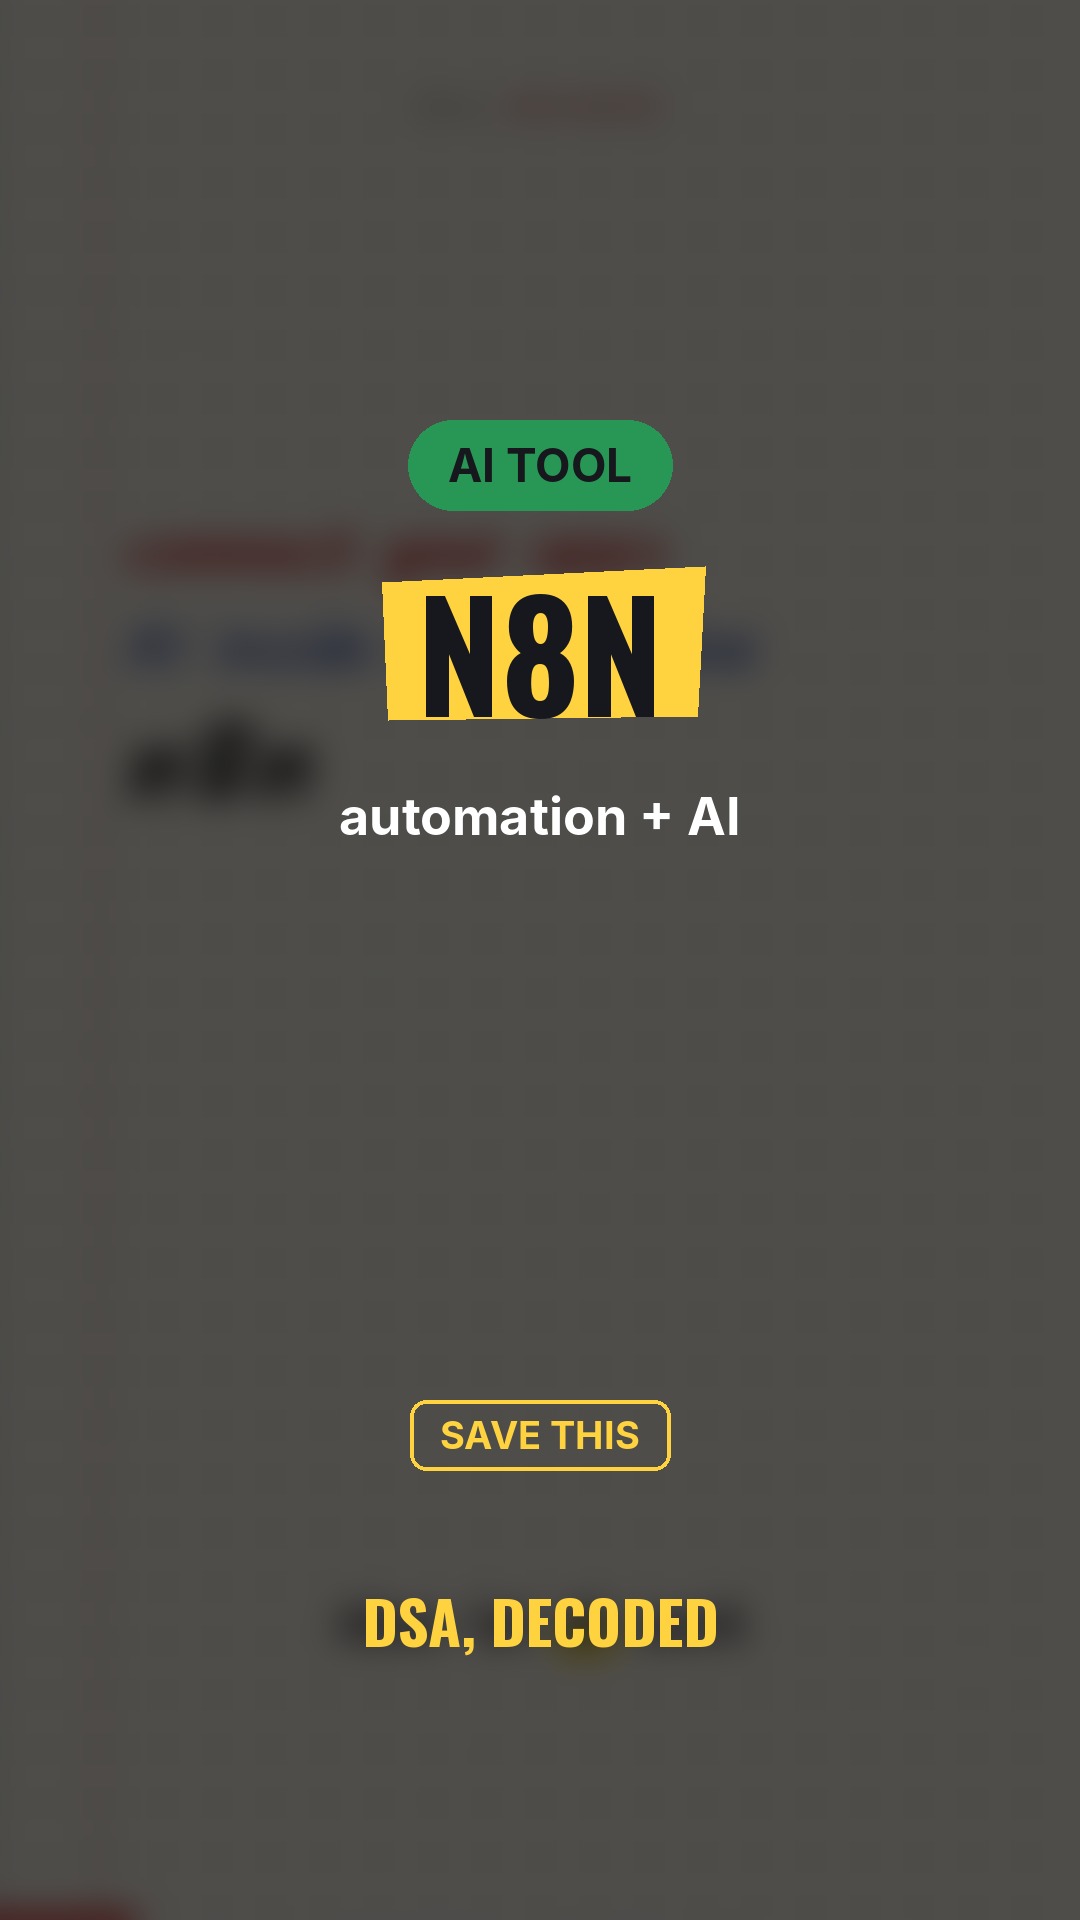 AI TOOL
N8N
automation + AI
SAVE THIS
DSA, DECODED